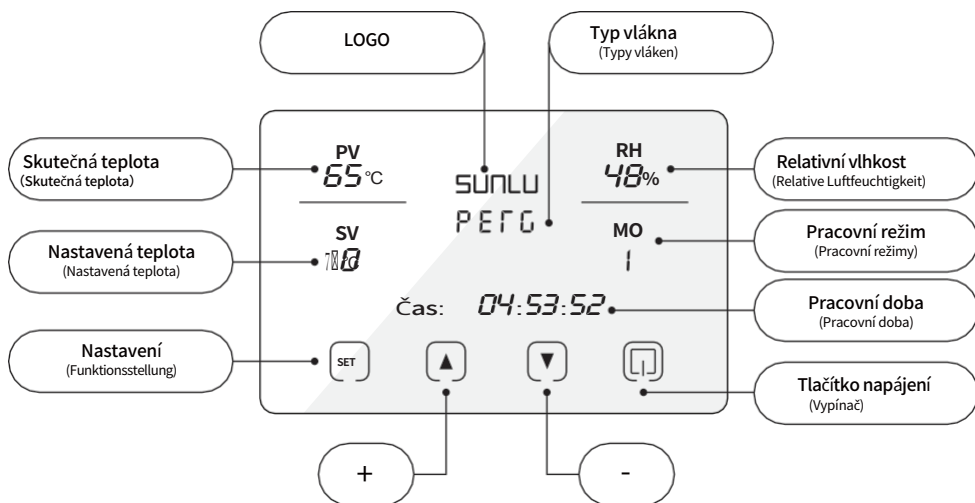 LOGO
Typ vlákna
(Typy vláken)
Skutečná teplota
(Skutečná teplota)
PV
65 °C
SUNLU
PETG
RH
48%
Relativní vlhkost
(Relative Luftfeuchtigkeit)
Nastavená teplota
(Nastavená teplota)
SV
MO
1
Pracovní režim
(Pracovní režimy)
Čas: 04:53:52
Pracovní doba
(Pracovní doba)
Nastavení
(Funktionsstellung)
SET
▲
▼
Tlačítko napájení
(Vypínač)
+
-